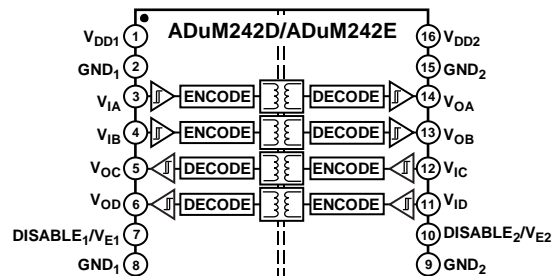 ADuM242D/ADuM242E
VDD1 1 16 VDD2
GND1 2 15 GND2
VIA 3 ENCODE DECODE 14 VOA
VIB 4 ENCODE DECODE 13 VOB
VOC 5 DECODE ENCODE 12 VIC
VOD 6 DECODE ENCODE 11 VID
DISABLE1/VE1 7 10 DISABLE2/VE2
GND1 8 9 GND2